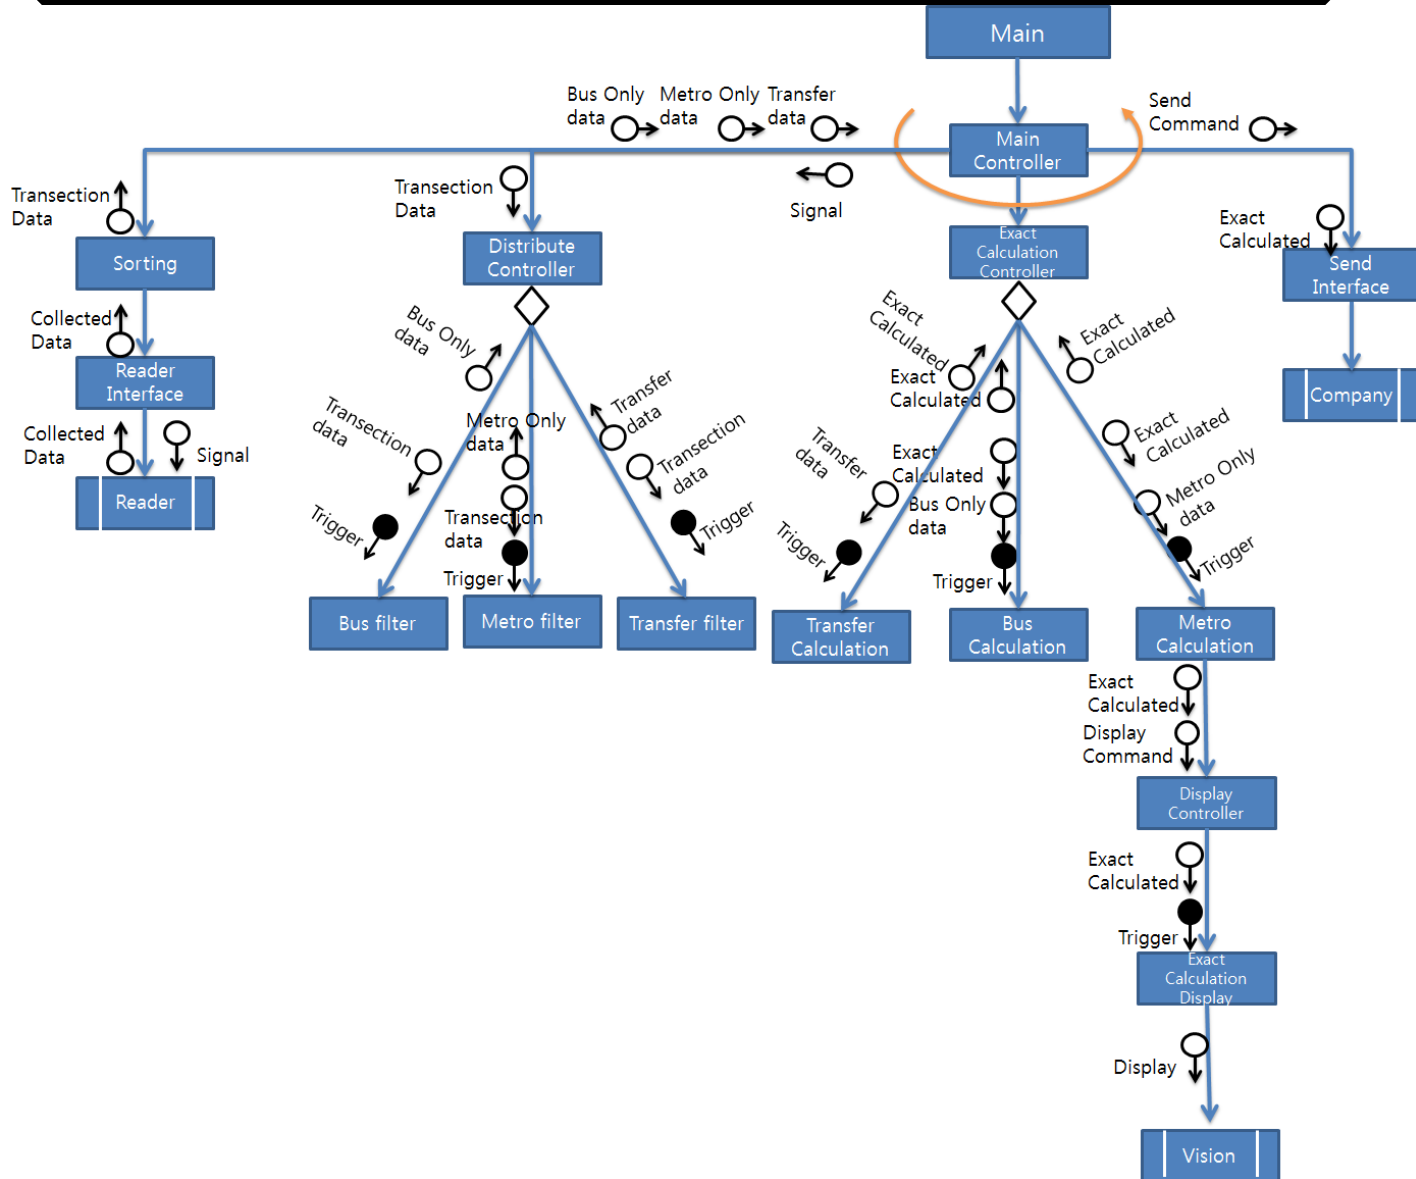 Main
Bus Only
data
Metro Only
data
Transfer
data
Send
Command
Main
Controller
Signal
Transection
Data
Transection
Data
Exact
Calculated
Sorting
Distribute
Controller
Exact
Calculation
Controller
Send
Interface
Collected
Data
Reader
Interface
Bus Only
data
Exact
Calculated
Exact
Calculated
Exact
Calculated
Company
Collected
Data
Signal
Reader
Transection
data
Metro Only
data
Transfer
data
Transection
data
Transection
data
Trigger
Trigger
Trigger
Transfer
data
Exact
Calculated
Bus Only
data
Exact
Calculated
Metro Only
data
Trigger
Trigger
Trigger
Bus filter
Metro filter
Transfer filter
Transfer
Calculation
Bus
Calculation
Metro
Calculation
Exact
Calculated
Display
Command
Display
Controller
Exact
Calculated
Trigger
Exact
Calculation
Display
Display
Vision